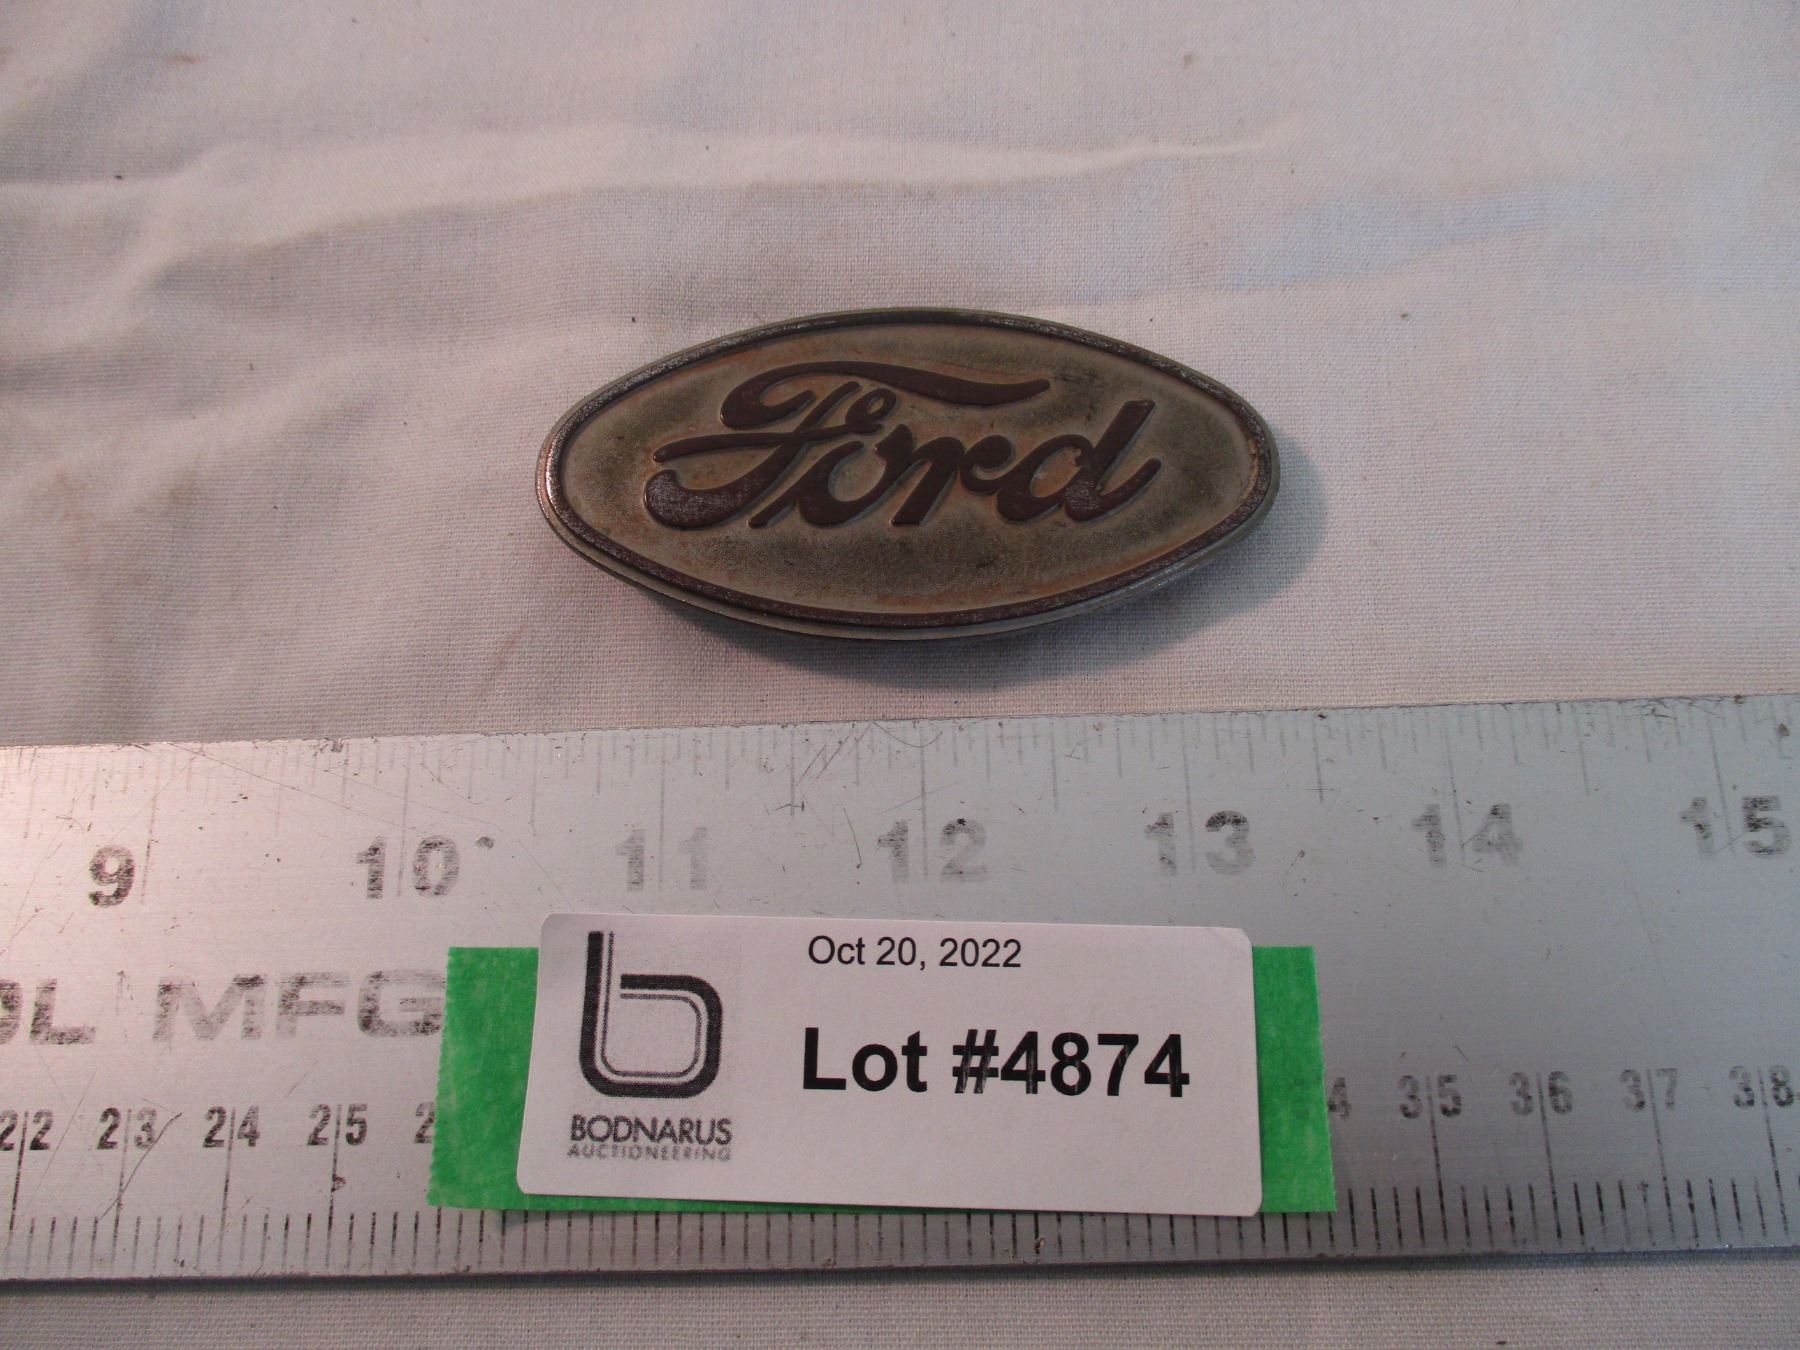 Ford
9 10 11 12 13 14 15
MFG
Oct 20, 2022
Lot #4874
BODNARUS
AUCTIONEERING
22 23 24 25 35 36 37 38